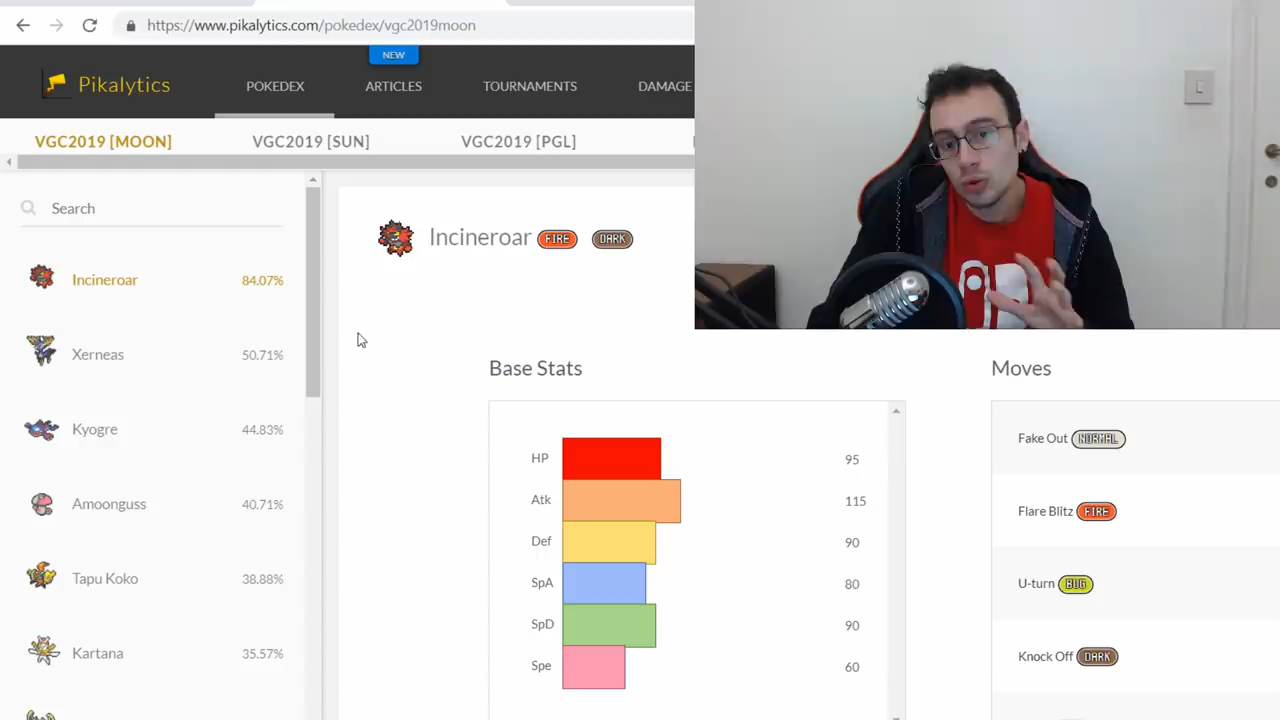 https://www.pikalytics.com/pokedex/vgc2019moon
NEW
Pikalytics
POKEDEX
ARTICLES
TOURNAMENTS
DAMAGE
VGC2019 [MOON]
VGC2019 [SUN]
VGC2019 [PGL]
Search
Incineroar 84.07%
Xerneas 50.71%
Kyogre 44.83%
Amoonguss 40.71%
Tapu Koko 38.88%
Kartana 35.57%
Incineroar FIRE DARK
Base Stats
HP 95
Atk 115
Def 90
SpA 80
SpD 90
Spe 60
Moves
Fake Out NORMAL
Flare Blitz FIRE
U-turn BUG
Knock Off DARK